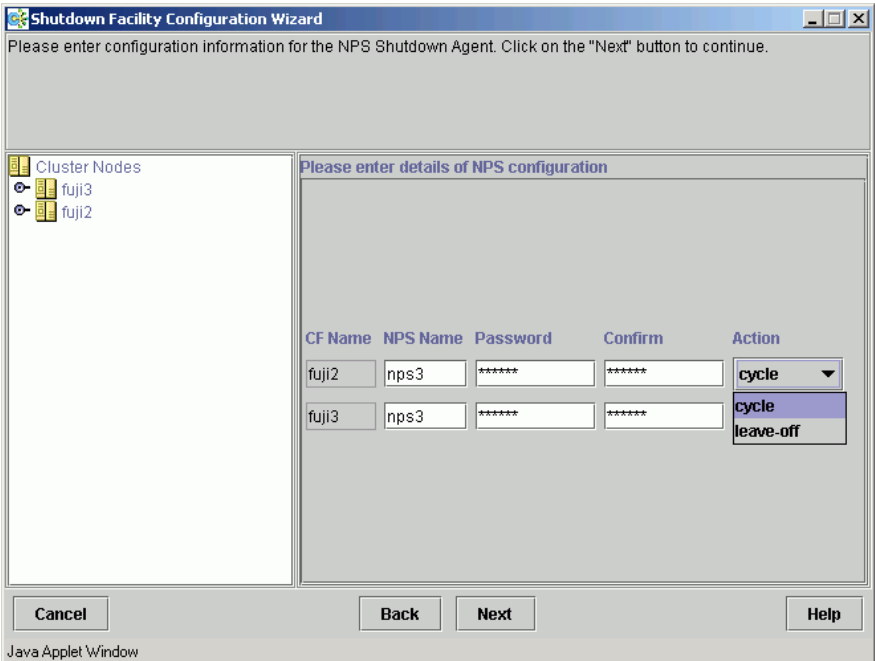 Shutdown Facility Configuration Wizard
Please enter configuration information for the NPS Shutdown Agent. Click on the "Next" button to continue.
Cluster Nodes
fuji3
fuji2
Please enter details of NPS configuration
CF Name NPS Name Password Confirm Action
fuji2 nps3 ****** ****** cycle
fuji3 nps3 ****** ****** cycle
leave-off
Cancel Back Next Help
Java Applet Window